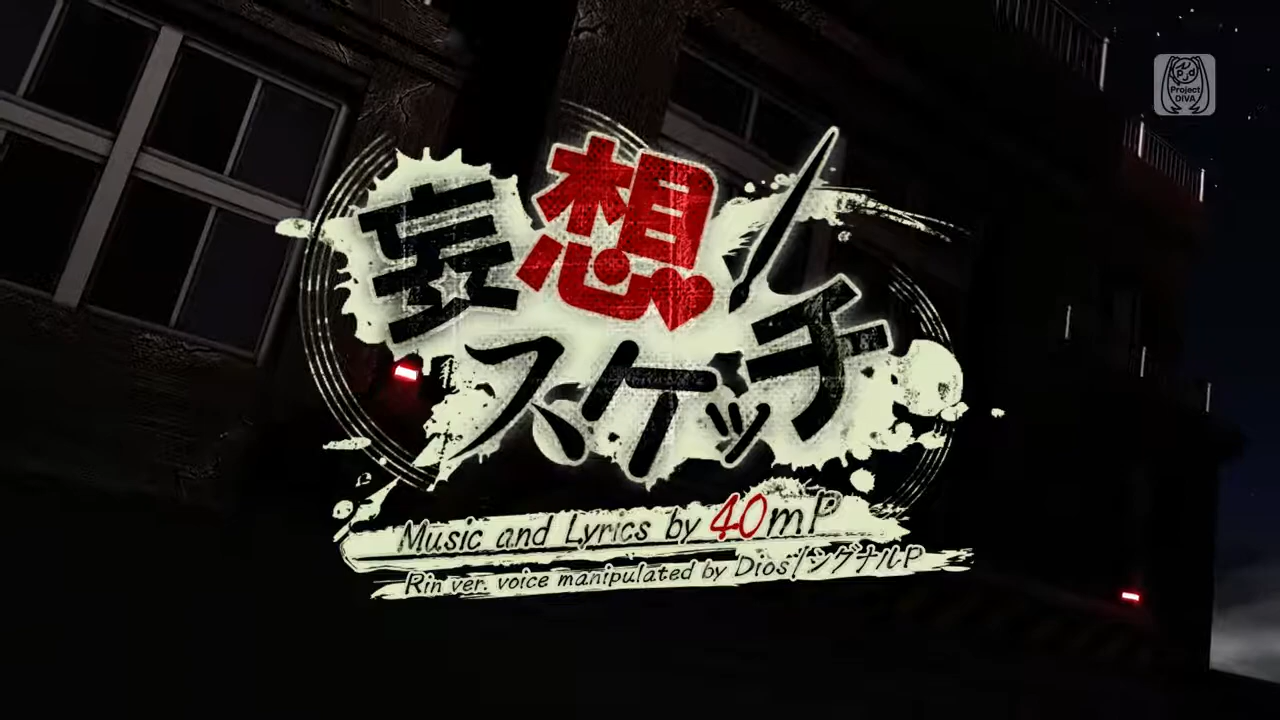 Project
DIVA
妄想
スケッチ
Music and Lyrics by 40mP
Rin ver. voice manipulated by Dios/シグナルP